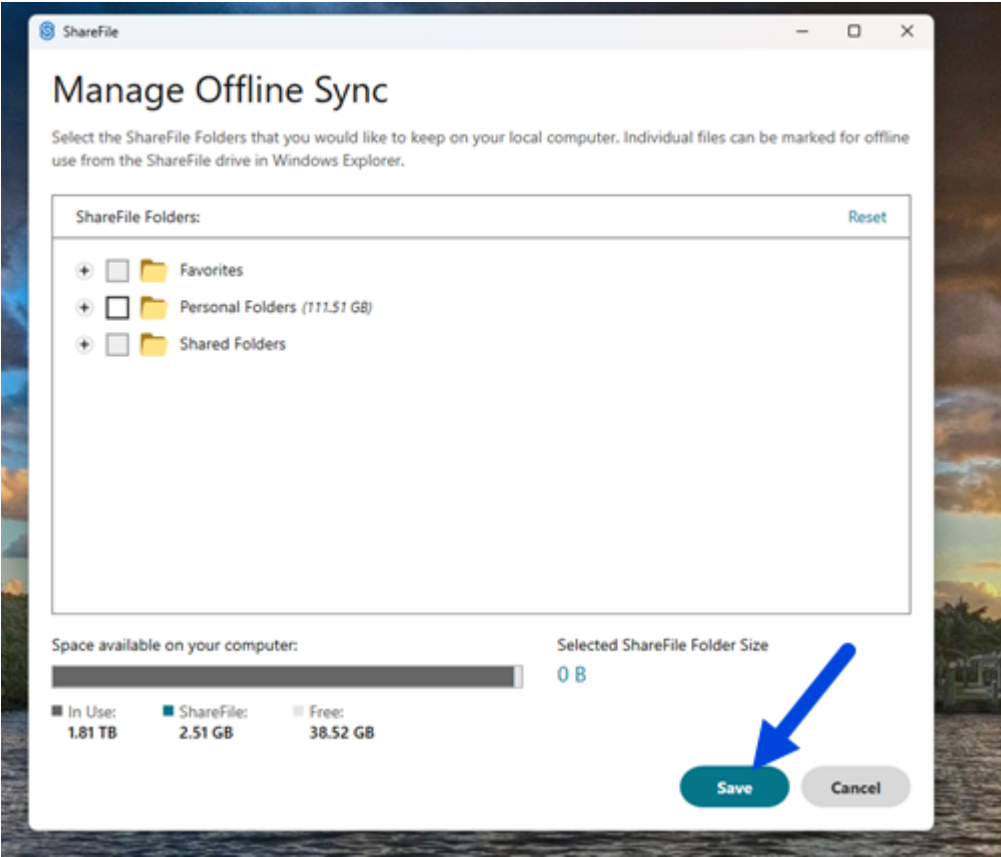 ShareFile
Manage Offline Sync
Select the ShareFile Folders that you would like to keep on your local computer. Individual files can be marked for offline
use from the ShareFile drive in Windows Explorer.
ShareFile Folders:
Reset
Favorites
Personal Folders (111.51 GB)
Shared Folders
Space available on your computer:
Selected ShareFile Folder Size
0 B
In Use: ShareFile: Free:
1.81 TB 2.51 GB 38.52 GB
Save Cancel